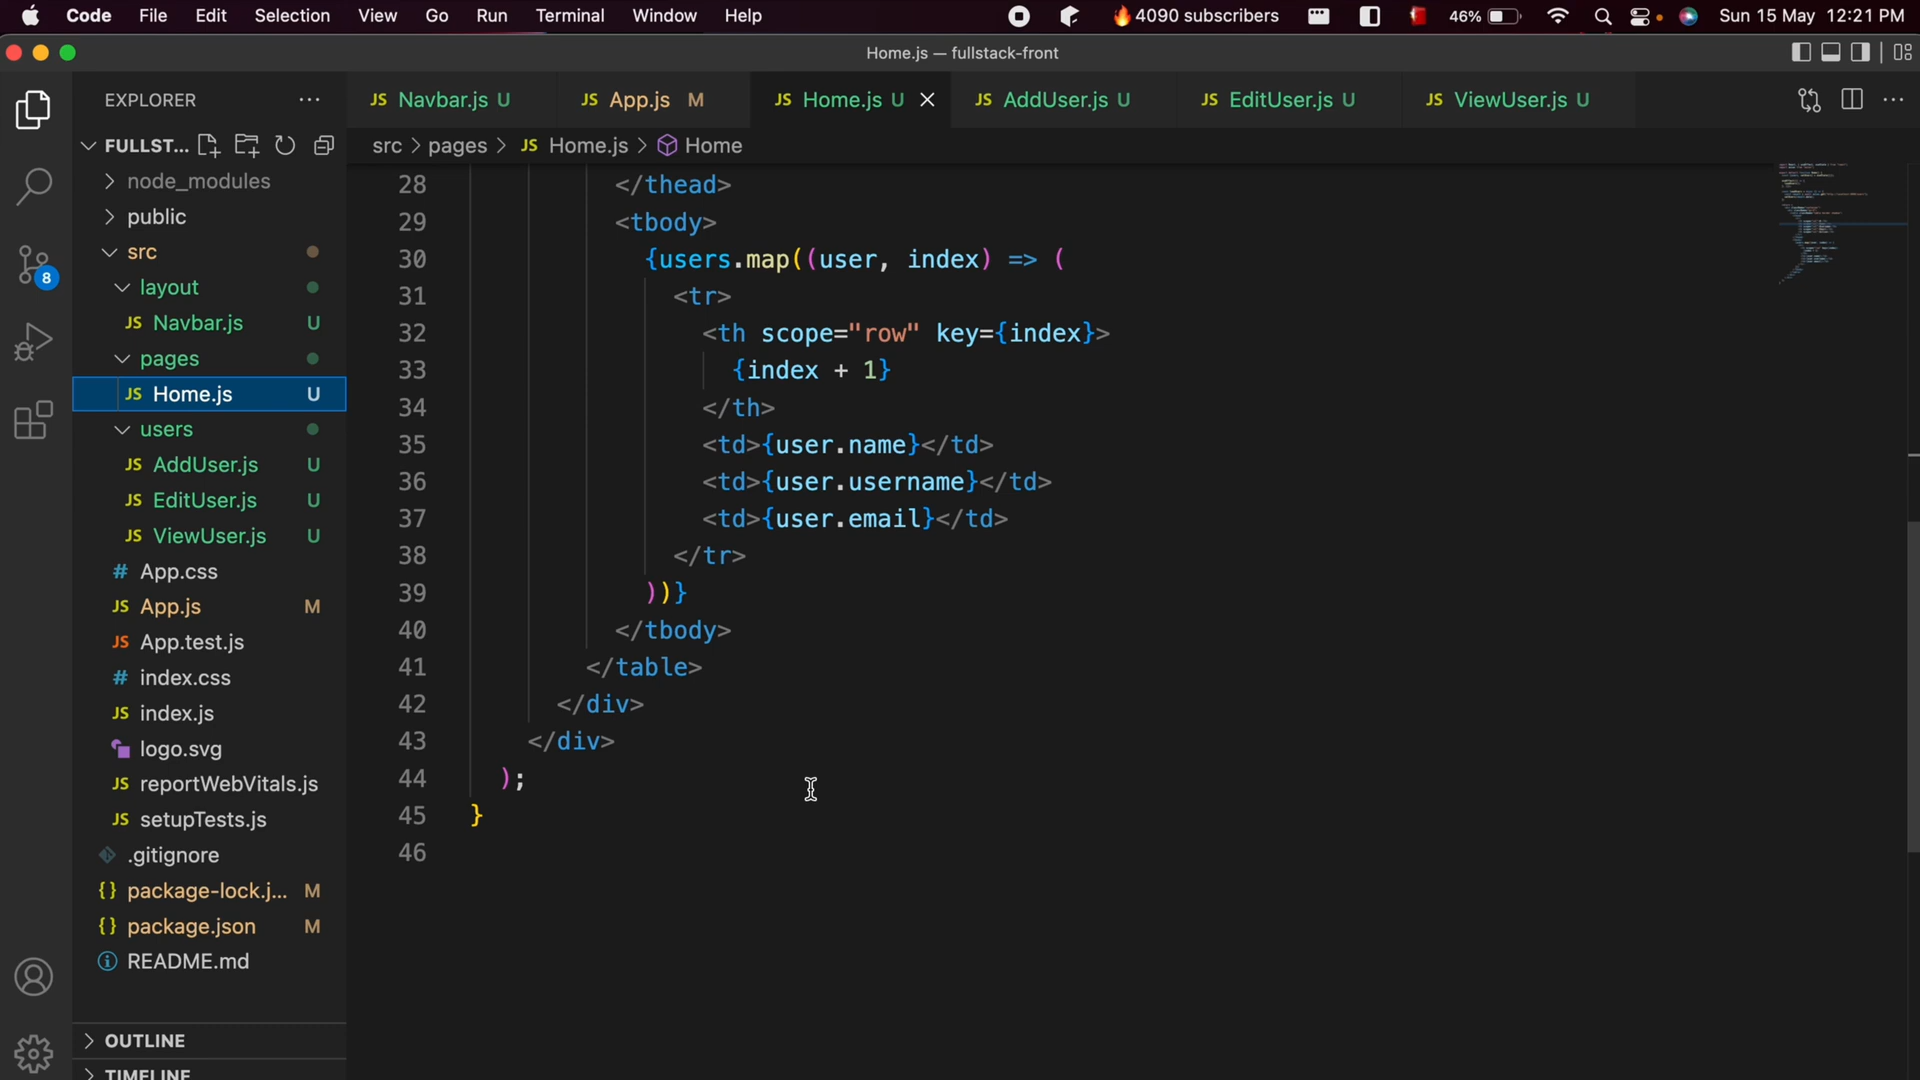 Code File Edit Selection View Go Run Terminal Window Help 🔥4090 subscribers 46% Sun 15 May 12:21 PM
Home.js — fullstack-front
EXPLORER
Navbar.js U
App.js M
Home.js U
AddUser.js U
EditUser.js U
ViewUser.js U
src > pages > JS Home.js > Home
FULLST...
node_modules
public
src
layout
JS Navbar.js U
pages
JS Home.js U
users
JS AddUser.js U
JS EditUser.js U
JS ViewUser.js U
# App.css
JS App.js M
JS App.test.js
# index.css
JS index.js
logo.svg
JS reportWebVitals.js
JS setupTests.js
.gitignore
{} package-lock.j... M
{} package.json M
README.md
OUTLINE
TIMELINE
8
28 </thead>
29 <tbody>
30 {users.map((user, index) => (
31 <tr>
32 <th scope="row" key={index}>
33 {index + 1}
34 </th>
35 <td>{user.name}</td>
36 <td>{user.username}</td>
37 <td>{user.email}</td>
38 </tr>
39 ))}
40 </tbody>
41 </table>
42 </div>
43 </div>
44 );
45 }
46